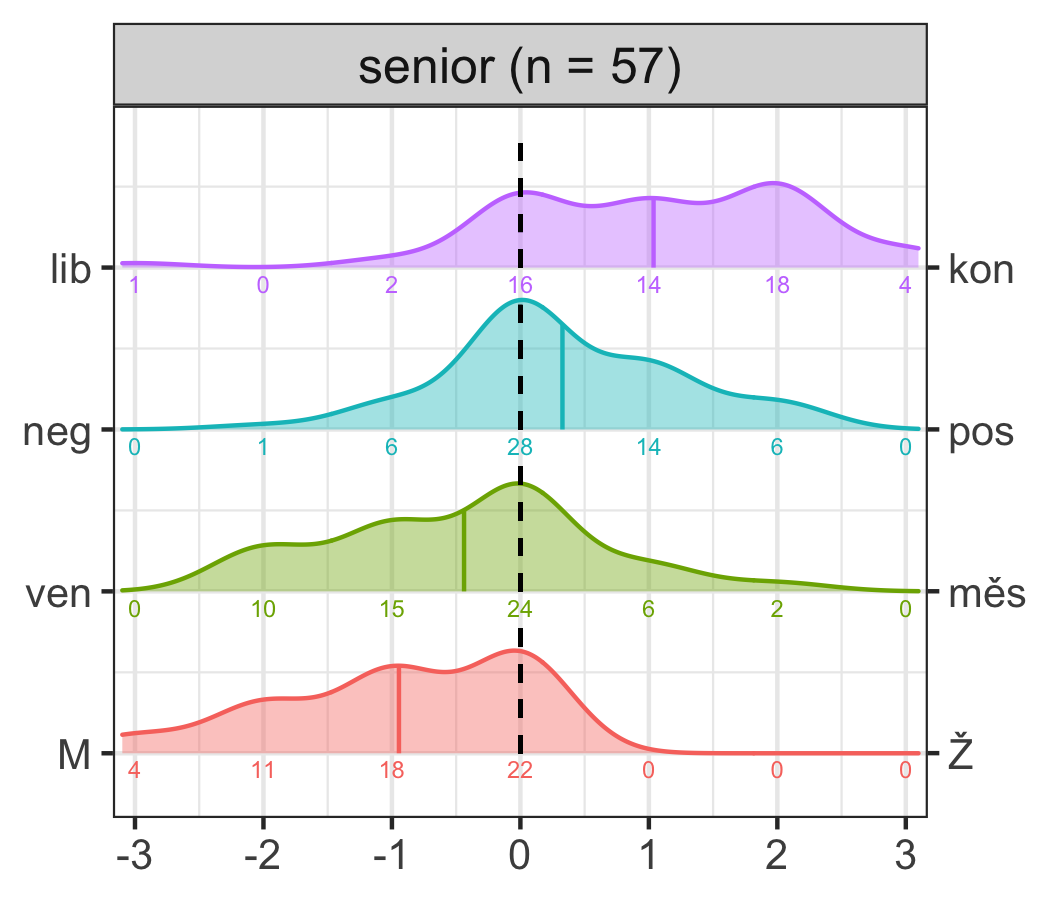 senior (n = 57)
lib kon
1 0 2 16 14 18 4
neg pos
0 1 6 28 14 6 0
ven měs
0 10 15 24 6 2 0
M Ž
4 11 18 22 0 0 0
-3 -2 -1 0 1 2 3